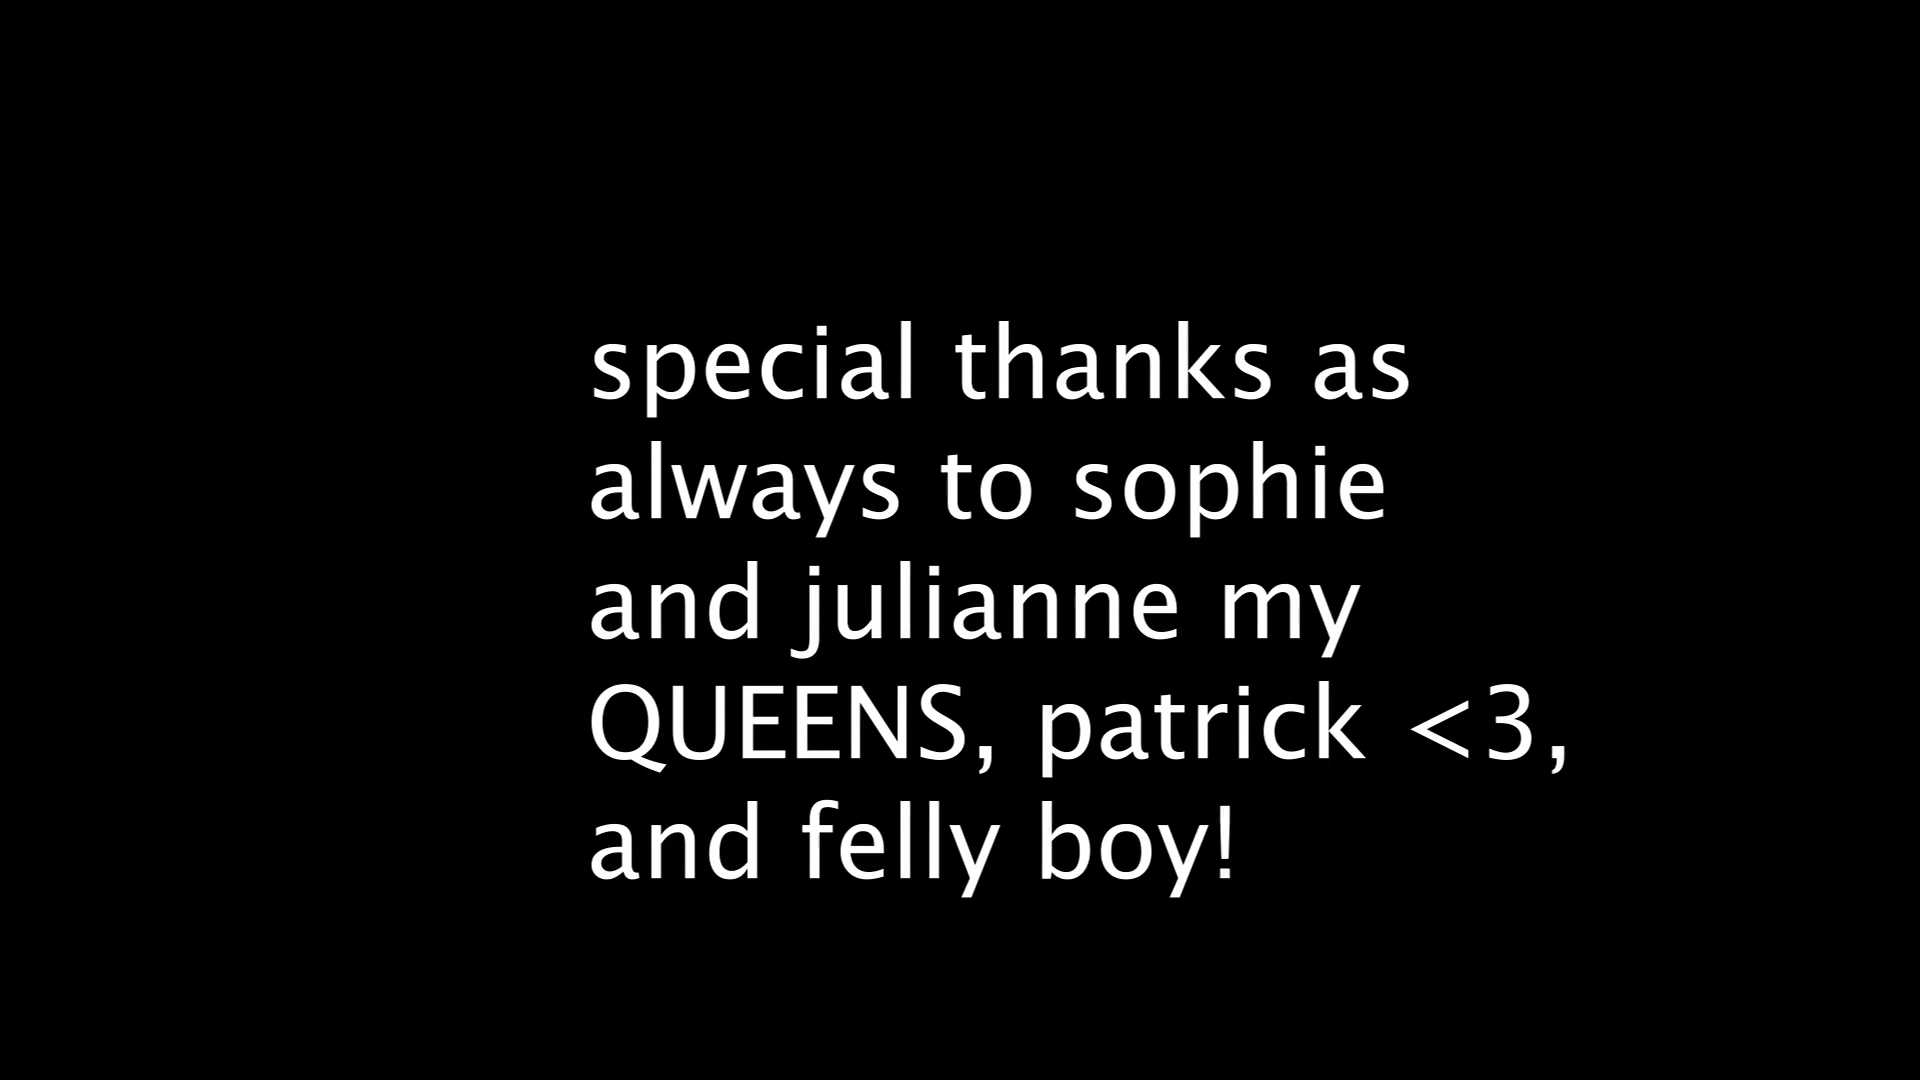 special thanks as
always to sophie
and julianne my
QUEENS, patrick <3,
and felly boy!